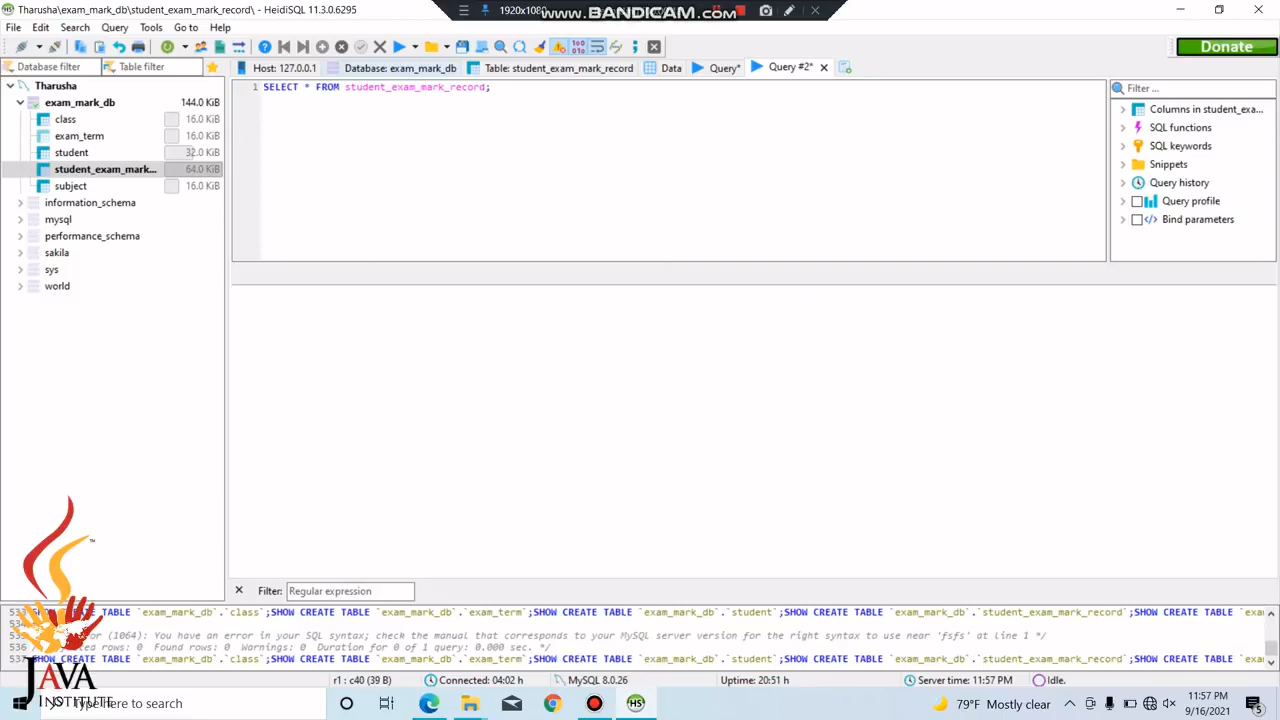 Tharusha\exam_mark_db\student_exam_mark_record\ - HeidiSQL 11.3.0.6295
1920x1080
www.BANDICAM.com
File Edit Search Query Tools Go to Help
Donate
Database filter Table filter
Host: 127.0.0.1 Database: exam_mark_db Table: student_exam_mark_record Data Query* Query #2*
Tharusha
exam_mark_db 144.0 KiB
class 16.0 KiB
exam_term 16.0 KiB
student 32.0 KiB
student_exam_mark... 64.0 KiB
subject 16.0 KiB
information_schema
mysql
performance_schema
sakila
sys
world
1 SELECT * FROM student_exam_mark_record;
Filter ...
Columns in student_exa...
SQL functions
SQL keywords
Snippets
Query history
Query profile
Bind parameters
Filter: Regular expression
TABLE `exam_mark_db`.`class`;SHOW CREATE TABLE `exam_mark_db`.`exam_term`;SHOW CREATE TABLE `exam_mark_db`.`student`;SHOW CREATE TABLE `exam_mark_db`.`student_exam_mark_record`;SHOW CREATE TABLE
(1064): You have an error in your SQL syntax; check the manual that corresponds to your MySQL server version for the right syntax to use near 'fsfs' at line 1 */
536 rows: 0 Found rows: 0 Warnings: 0 Duration for 0 of 1 query: 0.000 sec. */
537 SHOW CREATE TABLE `exam_mark_db`.`class`;SHOW CREATE TABLE `exam_mark_db`.`exam_term`;SHOW CREATE TABLE `exam_mark_db`.`student`;SHOW CREATE TABLE `exam_mark_db`.`student_exam_mark_record`;SHOW CREATE TABLE
r1 : c40 (39 B) Connected: 04:02 h MySQL 8.0.26 Uptime: 20:51 h Server time: 11:57 PM Idle.
JAVA
INSTITUTE
Type here to search
HS
79°F Mostly clear
11:57 PM
9/16/2021
5